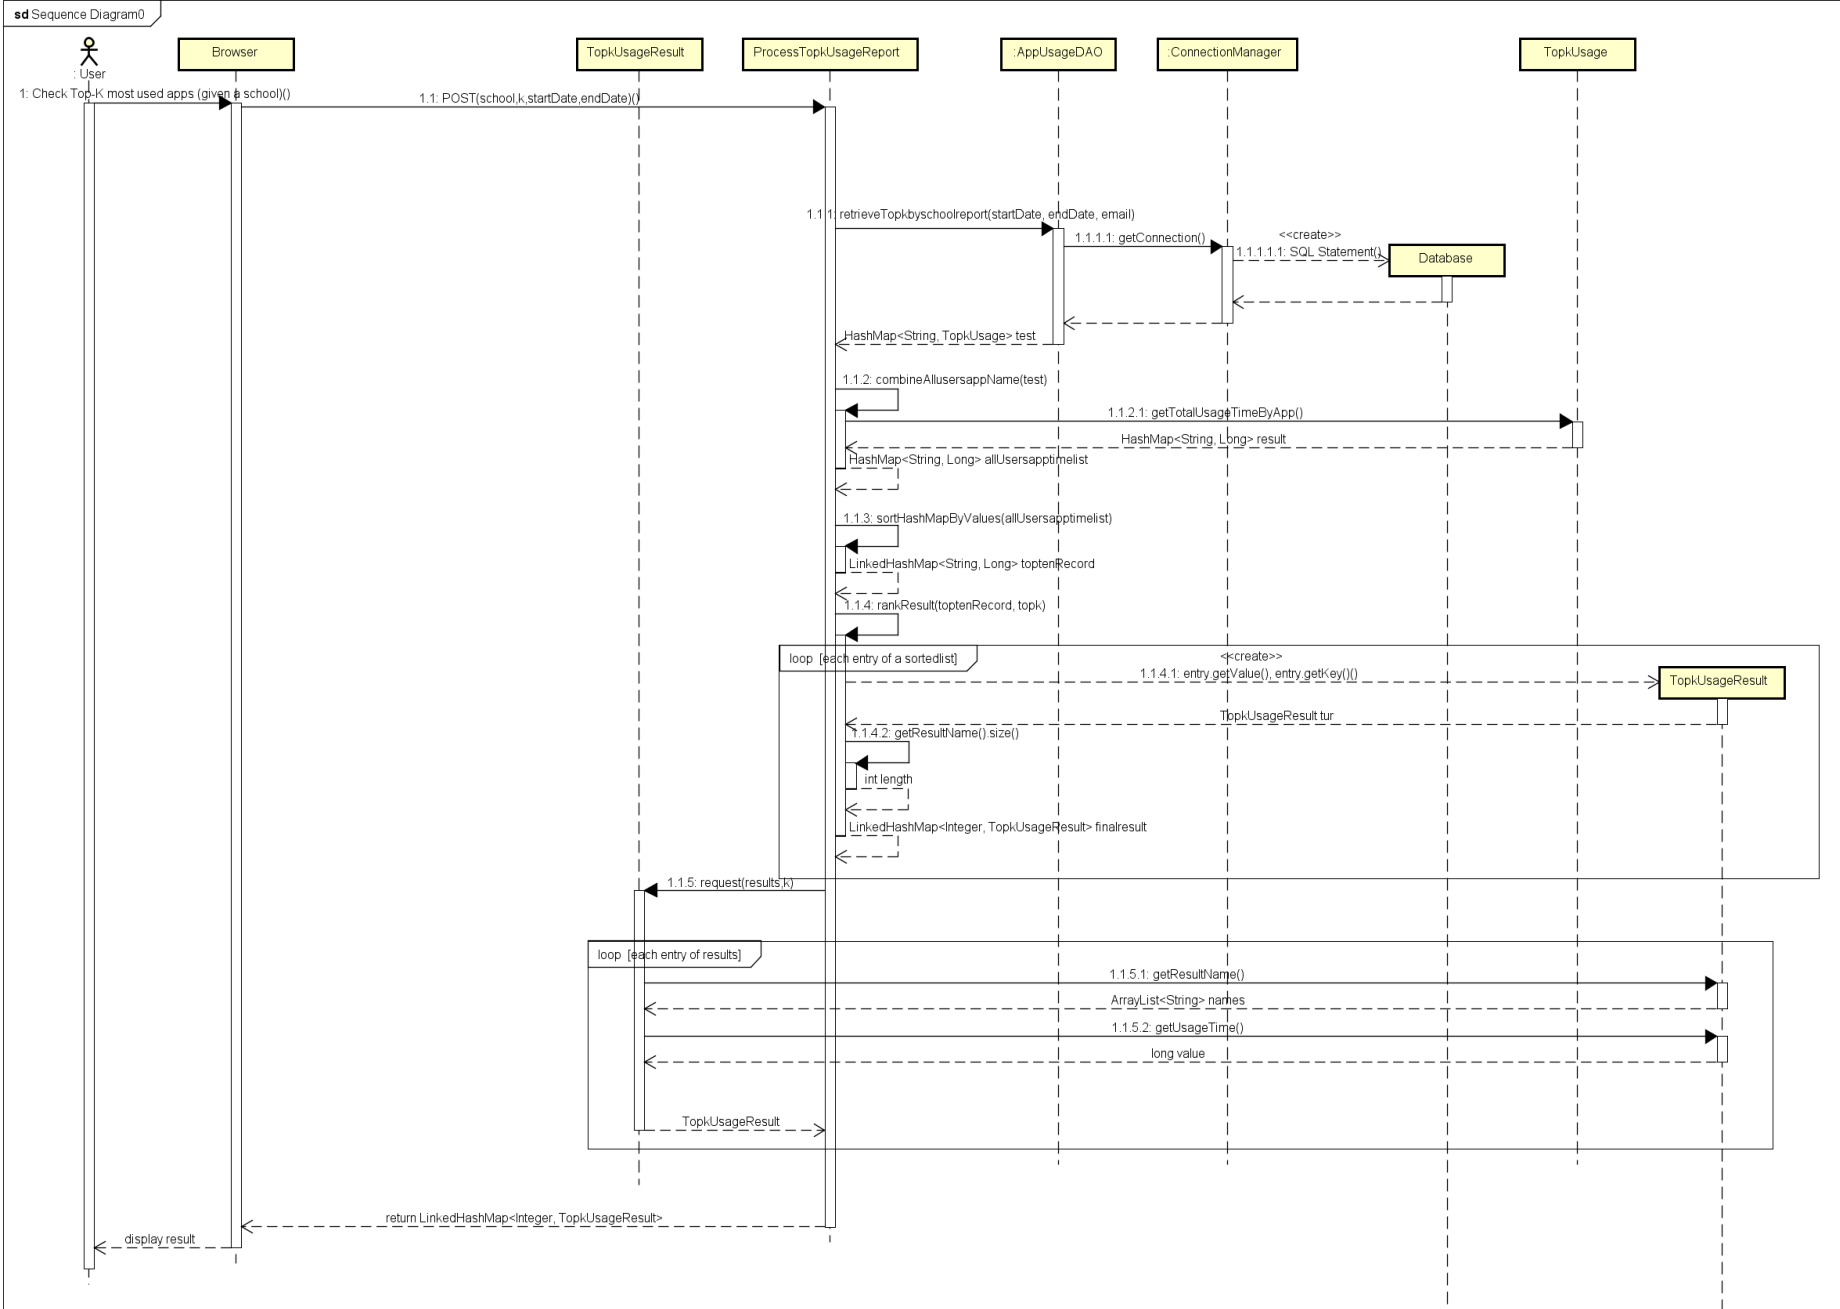 sd Sequence Diagram0
: User
Browser
TopkUsageResult
ProcessTopkUsageReport
:AppUsageDAO
:ConnectionManager
TopkUsage
1: Check Top-K most used apps (given a school)()
1.1: POST(school,k,startDate,endDate)()
1.1.1: retrieveTopkbyschoolreport(startDate, endDate, email)
1.1.1.1: getConnection()
<<create>>
1.1.1.1.1: SQL Statement()
Database
HashMap<String, TopkUsage> test
1.1.2: combineAllusersappName(test)
1.1.2.1: getTotalUsageTimeByApp()
HashMap<String, Long> result
HashMap<String, Long> allUsersapptimelist
1.1.3: sortHashMapByValues(allUsersapptimelist)
LinkedHashMap<String, Long> toptenRecord
1.1.4: rankResult(toptenRecord, topk)
loop [each entry of a sortedlist]
<<create>>
1.1.4.1: entry.getValue(), entry.getKey()()
TopkUsageResult
TopkUsageResult tur
1.1.4.2: getResultName().size()
int length
LinkedHashMap<Integer, TopkUsageResult> finalresult
1.1.5: request(results,k)
loop [each entry of results]
1.1.5.1: getResultName()
ArrayList<String> names
1.1.5.2: getUsageTime()
long value
TopkUsageResult
return LinkedHashMap<Integer, TopkUsageResult>
display result